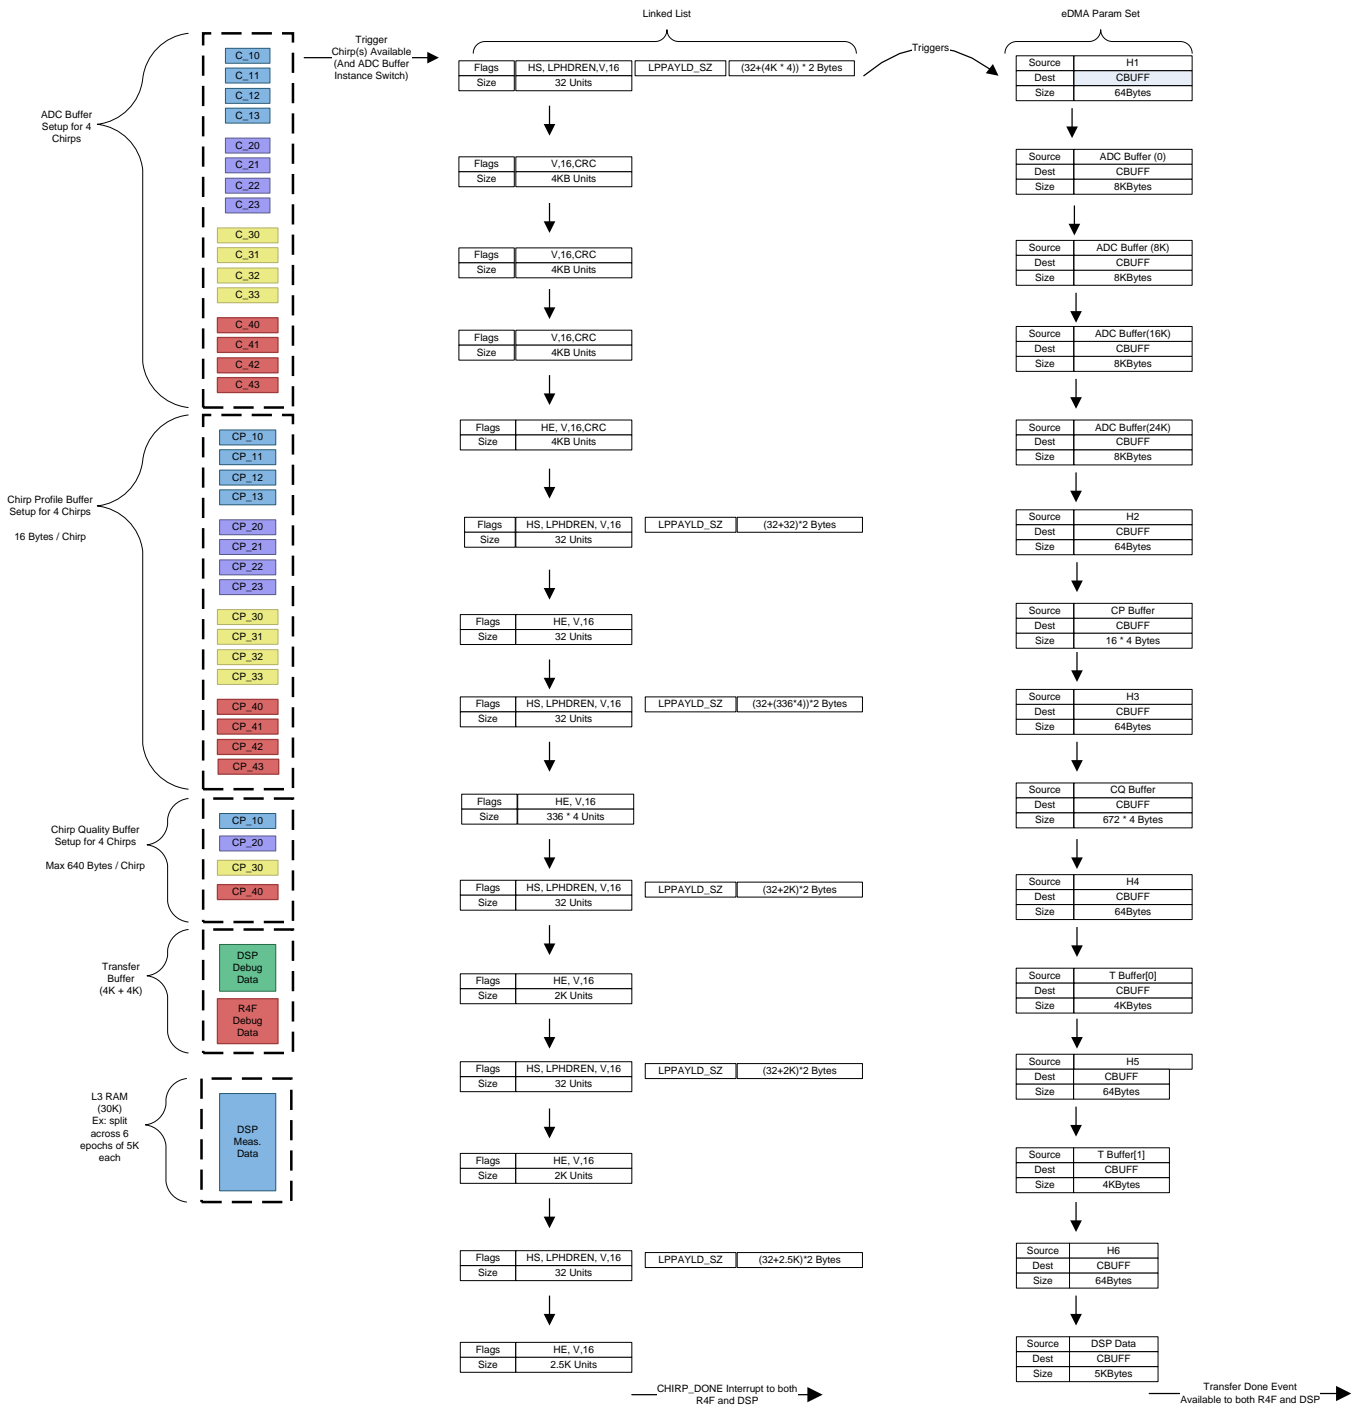 Linked List
eDMA Param Set
ADC Buffer
Setup for 4
Chirps
C_10
C_11
C_12
C_13
C_20
C_21
C_22
C_23
C_30
C_31
C_32
C_33
C_40
C_41
C_42
C_43
Chirp Profile Buffer
Setup for 4 Chirps
16 Bytes / Chirp
CP_10
CP_11
CP_12
CP_13
CP_20
CP_21
CP_22
CP_23
CP_30
CP_31
CP_32
CP_33
CP_40
CP_41
CP_42
CP_43
Chirp Quality Buffer
Setup for 4 Chirps
Max 640 Bytes / Chirp
CP_10
CP_20
CP_30
CP_40
Transfer
Buffer
(4K + 4K)
DSP
Debug
Data
R4F
Debug
Data
L3 RAM
(30K)
Ex: split
across 6
epochs of 5K
each
DSP
Meas.
Data
Trigger
Chirp(s) Available
(And ADC Buffer
Instance Switch)
Flags HS, LPHDREN,V,16 LPPAYLD_SZ (32+(4K * 4)) * 2 Bytes
Size 32 Units
Flags V,16,CRC
Size 4KB Units
Flags V,16,CRC
Size 4KB Units
Flags V,16,CRC
Size 4KB Units
Flags HE, V,16,CRC
Size 4KB Units
Flags HS, LPHDREN, V,16 LPPAYLD_SZ (32+32)*2 Bytes
Size 32 Units
Flags HE, V,16
Size 32 Units
Flags HS, LPHDREN, V,16 LPPAYLD_SZ (32+(336*4))*2 Bytes
Size 32 Units
Flags HE, V,16
Size 336 * 4 Units
Flags HS, LPHDREN, V,16 LPPAYLD_SZ (32+2K)*2 Bytes
Size 32 Units
Flags HE, V,16
Size 2K Units
Flags HS, LPHDREN, V,16 LPPAYLD_SZ (32+2K)*2 Bytes
Size 32 Units
Flags HE, V,16
Size 2K Units
Flags HS, LPHDREN, V,16 LPPAYLD_SZ (32+2.5K)*2 Bytes
Size 32 Units
Flags HE, V,16
Size 2.5K Units
CHIRP_DONE Interrupt to both
R4F and DSP
Triggers
Source H1
Dest CBUFF
Size 64Bytes
Source ADC Buffer (0)
Dest CBUFF
Size 8KBytes
Source ADC Buffer (8K)
Dest CBUFF
Size 8KBytes
Source ADC Buffer(16K)
Dest CBUFF
Size 8KBytes
Source ADC Buffer(24K)
Dest CBUFF
Size 8KBytes
Source H2
Dest CBUFF
Size 64Bytes
Source CP Buffer
Dest CBUFF
Size 16 * 4 Bytes
Source H3
Dest CBUFF
Size 64Bytes
Source CQ Buffer
Dest CBUFF
Size 672 * 4 Bytes
Source H4
Dest CBUFF
Size 64Bytes
Source T Buffer[0]
Dest CBUFF
Size 4KBytes
Source H5
Dest CBUFF
Size 64Bytes
Source T Buffer[1]
Dest CBUFF
Size 4KBytes
Source H6
Dest CBUFF
Size 64Bytes
Source DSP Data
Dest CBUFF
Size 5KBytes
Transfer Done Event
Available to both R4F and DSP